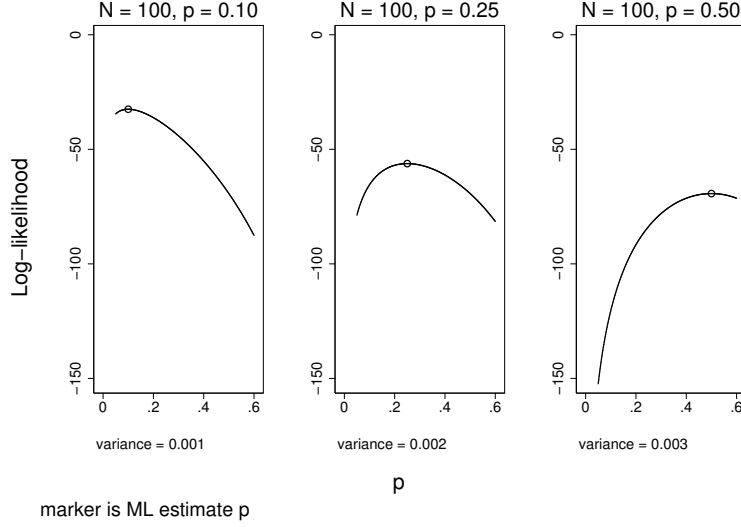 N = 100, p = 0.10
N = 100, p = 0.25
N = 100, p = 0.50
Log−likelihood
0
−50
−100
−150
0 .2 .4 .6
variance = 0.001
0
−50
−100
−150
0 .2 .4 .6
variance = 0.002
0
−50
−100
−150
0 .2 .4 .6
variance = 0.003
p
marker is ML estimate p